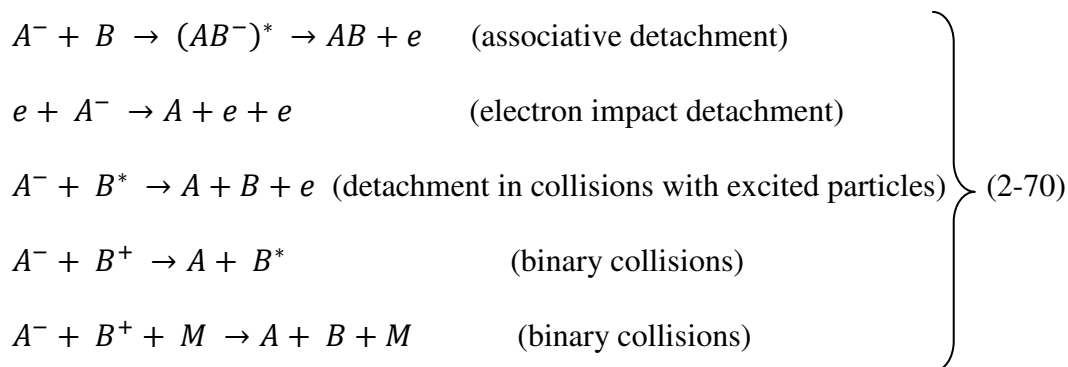 A⁻ + B → (AB⁻)* → AB + e (associative detachment)
e + A⁻ → A + e + e (electron impact detachment)
A⁻ + B* → A + B + e (detachment in collisions with excited particles) (2-70)
A⁻ + B⁺ → A + B* (binary collisions)
A⁻ + B⁺ + M → A + B + M (binary collisions)